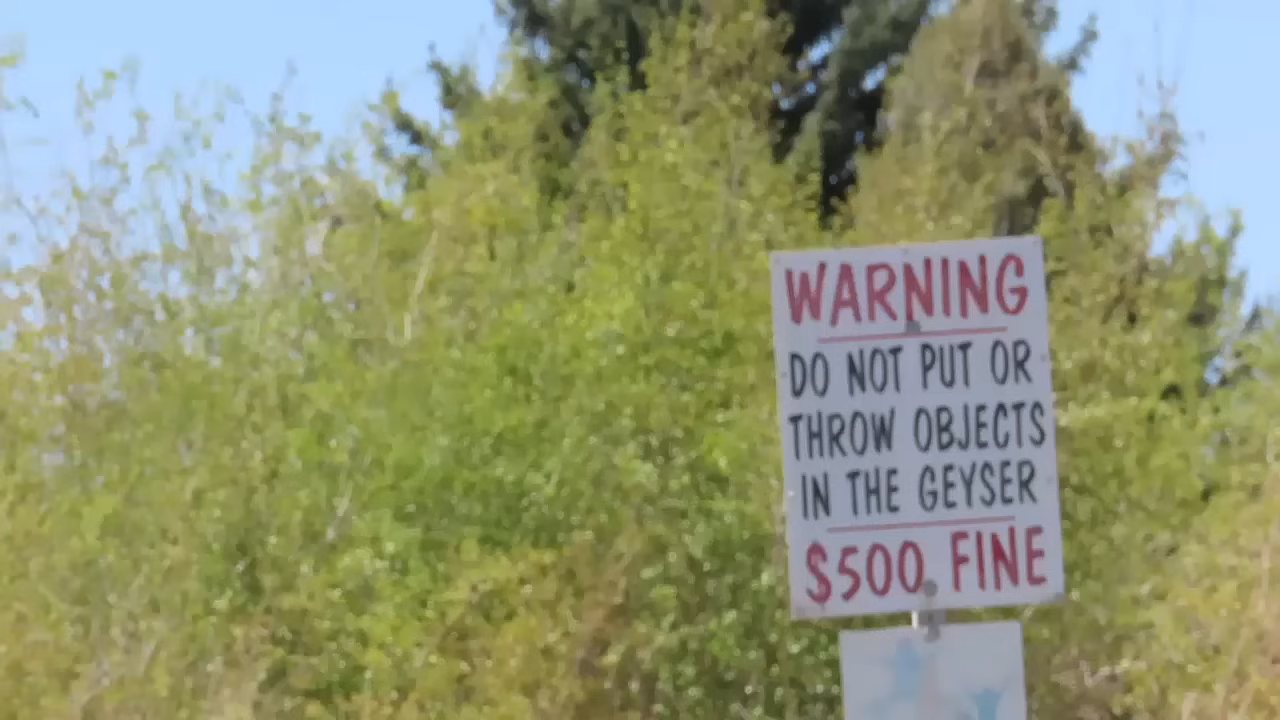 WARNING
DO NOT PUT OR
THROW OBJECTS
IN THE GEYSER
$500 FINE